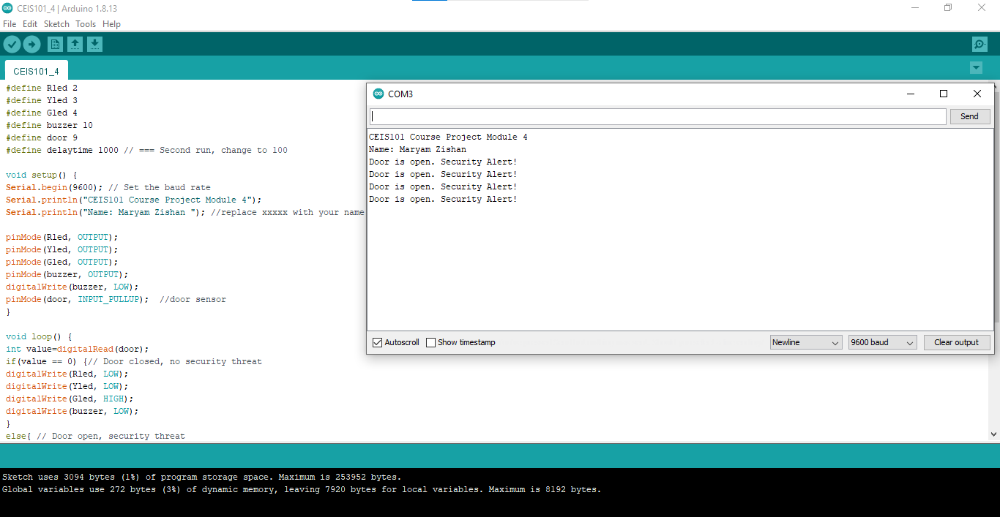 CEIS101_4 | Arduino 1.8.13
File Edit Sketch Tools Help
CEIS101_4
#define Rled 2
#define Yled 3
#define Gled 4
#define buzzer 10
#define door 9
#define delaytime 1000 // === Second run, change to 100
void setup() {
Serial.begin(9600); // Set the baud rate
Serial.println("CEIS101 Course Project Module 4");
Serial.println("Name: Maryam Zishan "); //replace xxxxx with your name
pinMode(Rled, OUTPUT);
pinMode(Yled, OUTPUT);
pinMode(Gled, OUTPUT);
pinMode(buzzer, OUTPUT);
digitalWrite(buzzer, LOW);
pinMode(door, INPUT_PULLUP);  //door sensor
}
void loop() {
int value=digitalRead(door);
if(value == 0) {// Door closed, no security threat
digitalWrite(Rled, LOW);
digitalWrite(Yled, LOW);
digitalWrite(Gled, HIGH);
digitalWrite(buzzer, LOW);
}
else{ // Door open, security threat
COM3
Send
CEIS101 Course Project Module 4
Name: Maryam Zishan
Door is open. Security Alert!
Door is open. Security Alert!
Door is open. Security Alert!
Door is open. Security Alert!
Autoscroll Show timestamp Newline 9600 baud Clear output
Sketch uses 3094 bytes (1%) of program storage space. Maximum is 253952 bytes.
Global variables use 272 bytes (3%) of dynamic memory, leaving 7920 bytes for local variables. Maximum is 8192 bytes.